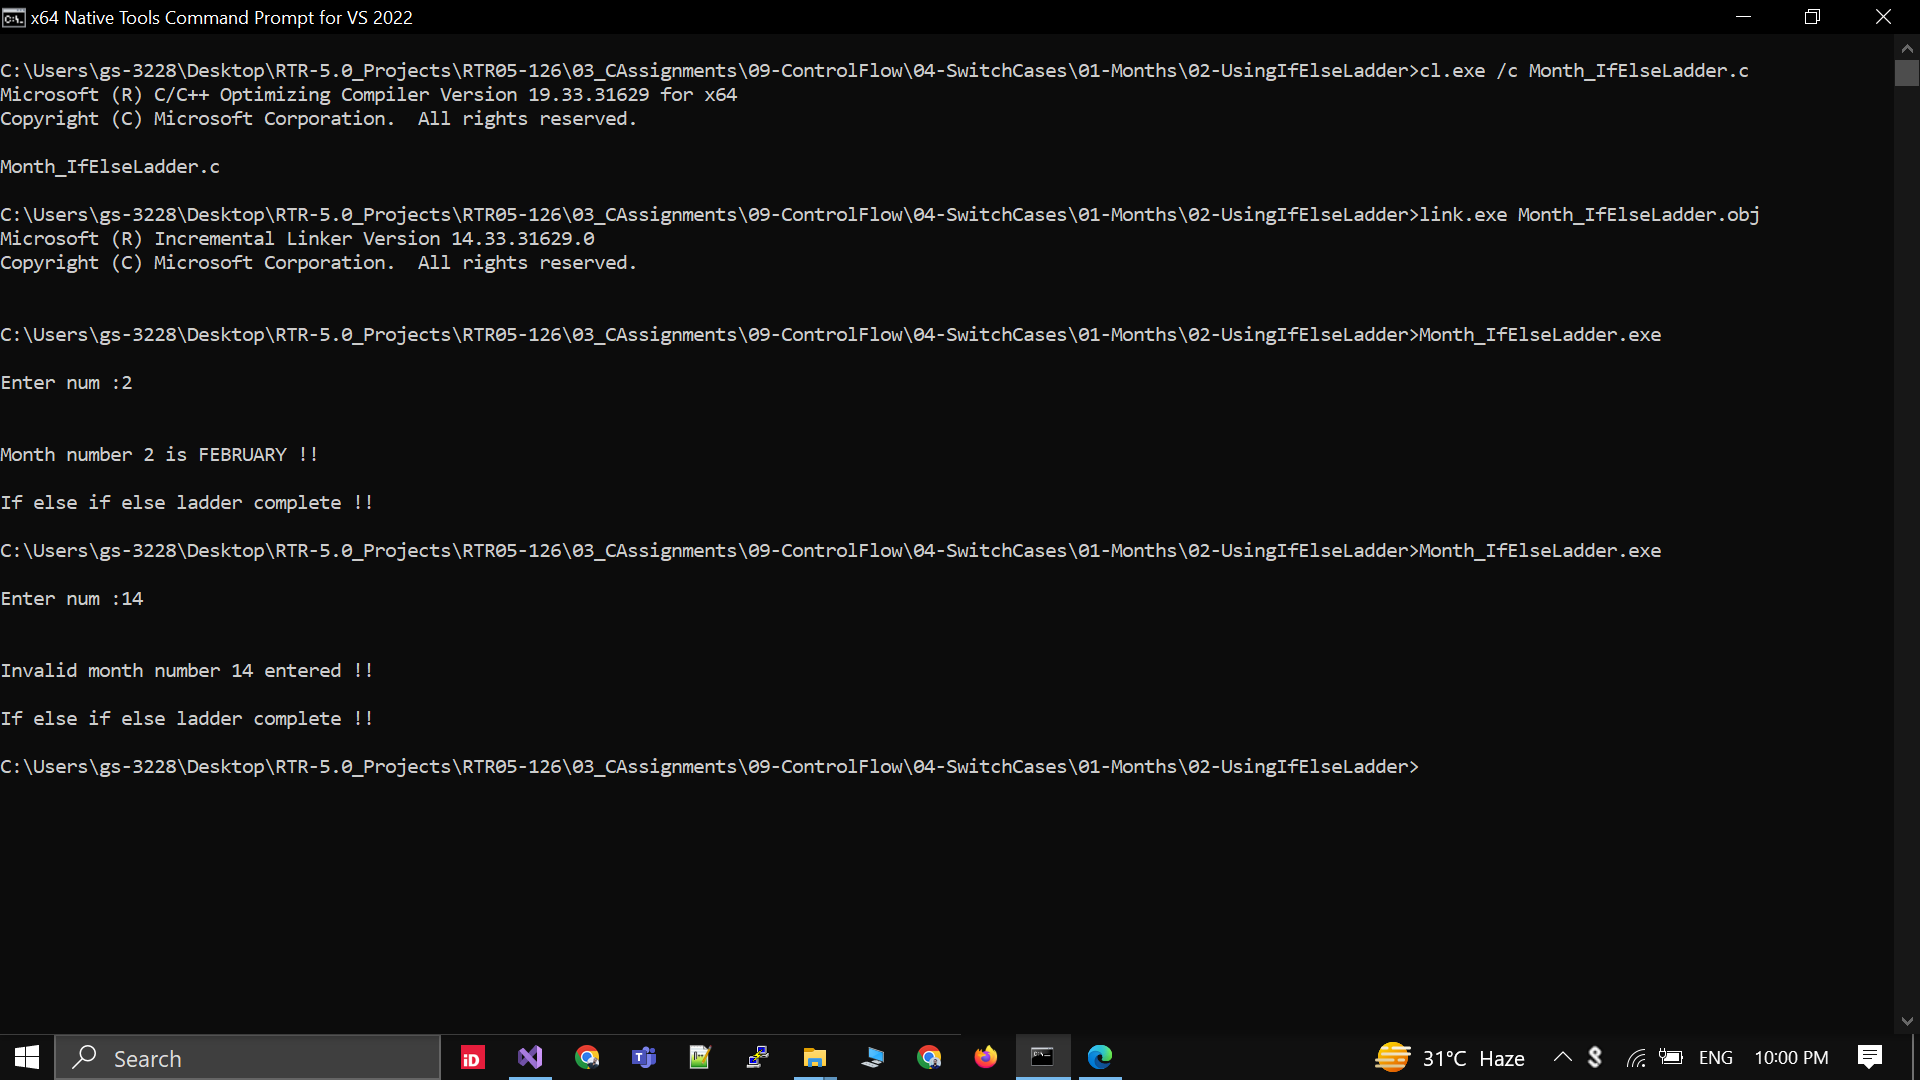 x64 Native Tools Command Prompt for VS 2022
C:\Users\gs-3228\Desktop\RTR-5.0_Projects\RTR05-126\03_CAssignments\09-ControlFlow\04-SwitchCases\01-Months\02-UsingIfElseLadder>cl.exe /c Month_IfElseLadder.c
Microsoft (R) C/C++ Optimizing Compiler Version 19.33.31629 for x64
Copyright (C) Microsoft Corporation.  All rights reserved.
Month_IfElseLadder.c
C:\Users\gs-3228\Desktop\RTR-5.0_Projects\RTR05-126\03_CAssignments\09-ControlFlow\04-SwitchCases\01-Months\02-UsingIfElseLadder>link.exe Month_IfElseLadder.obj
Microsoft (R) Incremental Linker Version 14.33.31629.0
Copyright (C) Microsoft Corporation.  All rights reserved.
C:\Users\gs-3228\Desktop\RTR-5.0_Projects\RTR05-126\03_CAssignments\09-ControlFlow\04-SwitchCases\01-Months\02-UsingIfElseLadder>Month_IfElseLadder.exe
Enter num :2
Month number 2 is FEBRUARY !!
If else if else ladder complete !!
C:\Users\gs-3228\Desktop\RTR-5.0_Projects\RTR05-126\03_CAssignments\09-ControlFlow\04-SwitchCases\01-Months\02-UsingIfElseLadder>Month_IfElseLadder.exe
Enter num :14
Invalid month number 14 entered !!
If else if else ladder complete !!
C:\Users\gs-3228\Desktop\RTR-5.0_Projects\RTR05-126\03_CAssignments\09-ControlFlow\04-SwitchCases\01-Months\02-UsingIfElseLadder>
Search
31°C Haze
ENG
10:00 PM